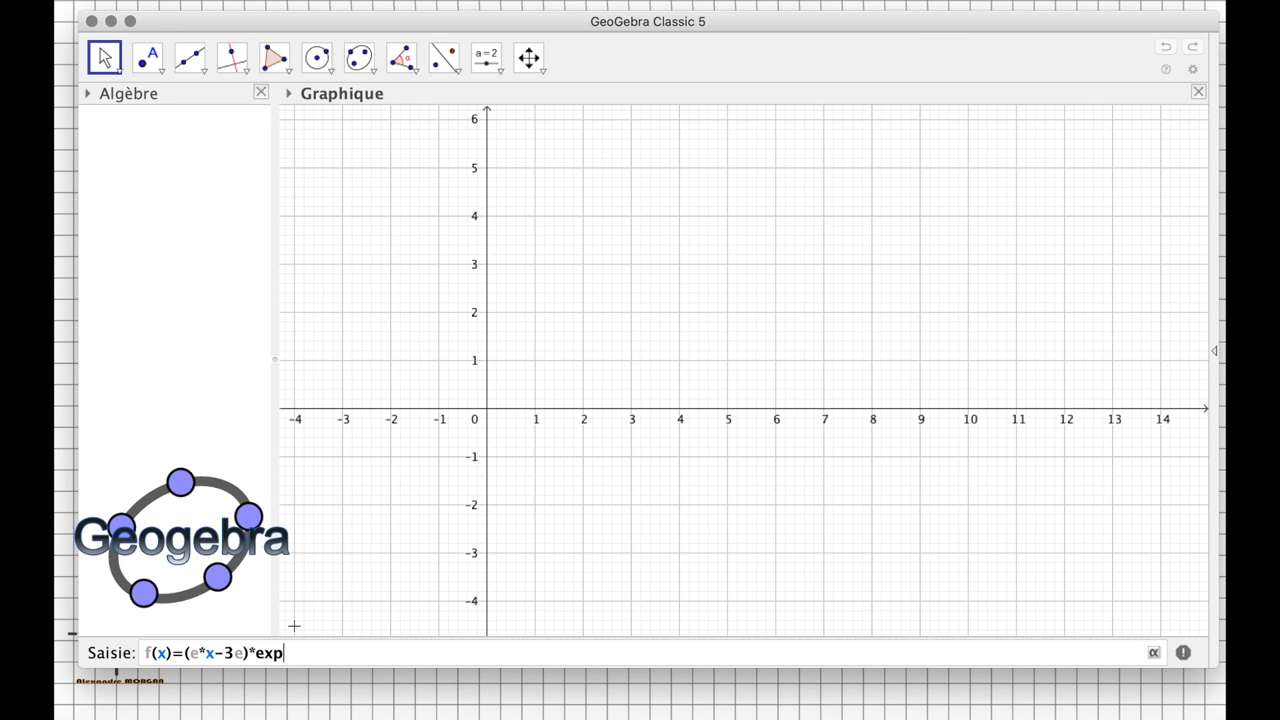 GeoGebra Classic 5
A
α
a=2
Algèbre
Graphique
6
5
4
3
2
1
-4 -3 -2 -1 0 1 2 3 4 5 6 7 8 9 10 11 12 13 14
-1
-2
-3
-4
Geogebra
Saisie: f(x)=(e*x-3e)*exp
α
Alexandre MORGAN